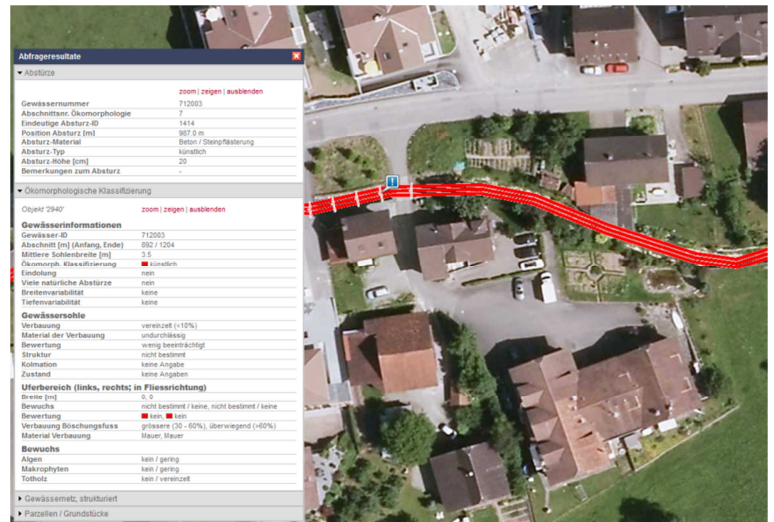 Abfrageresultate
Abstürze
zoom | zeigen | ausblenden
Gewässernummer 712003
Abschnittsnr. Ökomorphologie 7
Eindeutige Absturz-ID 1414
Position Absturz [m] 987.0 m
Absturz-Material Beton / Steinpflästerung
Absturz-Typ künstlich
Absturz-Höhe [cm] 20
Bemerkungen zum Absturz -
Ökomorphologische Klassifizierung
Objekt '2940' zoom | zeigen | ausblenden
Gewässerinformationen
Gewässer-ID 712003
Abschnitt [m] (Anfang, Ende) 892 / 1204
Mittlere Sohlenbreite [m] 3.5
Ökomorph. Klassifizierung künstlich
Eindolung nein
Viele natürliche Abstürze nein
Breitenvariabilität keine
Tiefenvariabilität keine
Gewässersohle
Verbauung vereinzelt (<10%)
Material der Verbauung undurchlässig
Bewertung wenig beeinträchtigt
Struktur nicht bestimmt
Kolmation keine Angabe
Zustand keine Angaben
Uferbereich (links, rechts; in Fliessrichtung)
Breite [m] 0, 0
Bewuchs nicht bestimmt / keine, nicht bestimmt / keine
Bewertung kein, kein
Verbauung Böschungsfuss grössere (30 - 60%), überwiegend (>60%)
Material Verbauung Mauer, Mauer
Bewuchs
Algen kein / gering
Makrophyten kein / gering
Totholz kein / vereinzelt
Gewässernetz, strukturiert
Parzellen / Grundstücke